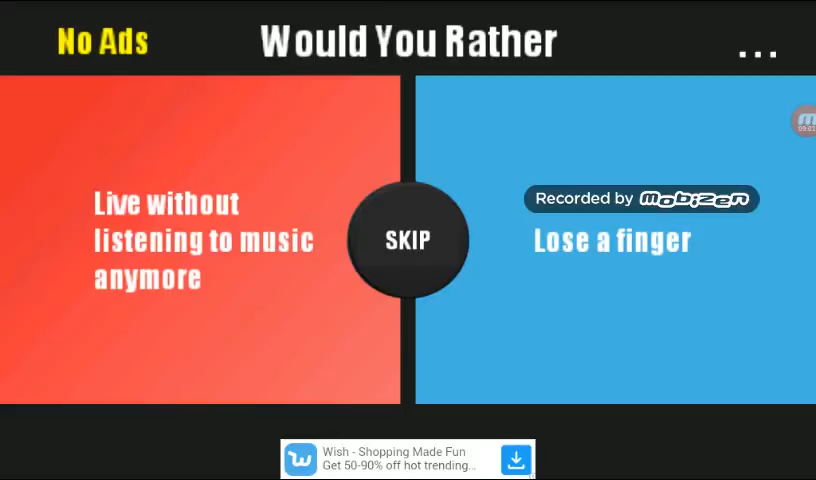 No Ads
Would You Rather
...
Live without
listening to music
anymore
SKIP
Recorded by mobizen
Lose a finger
Wish - Shopping Made Fun
Get 50-90% off hot trending...